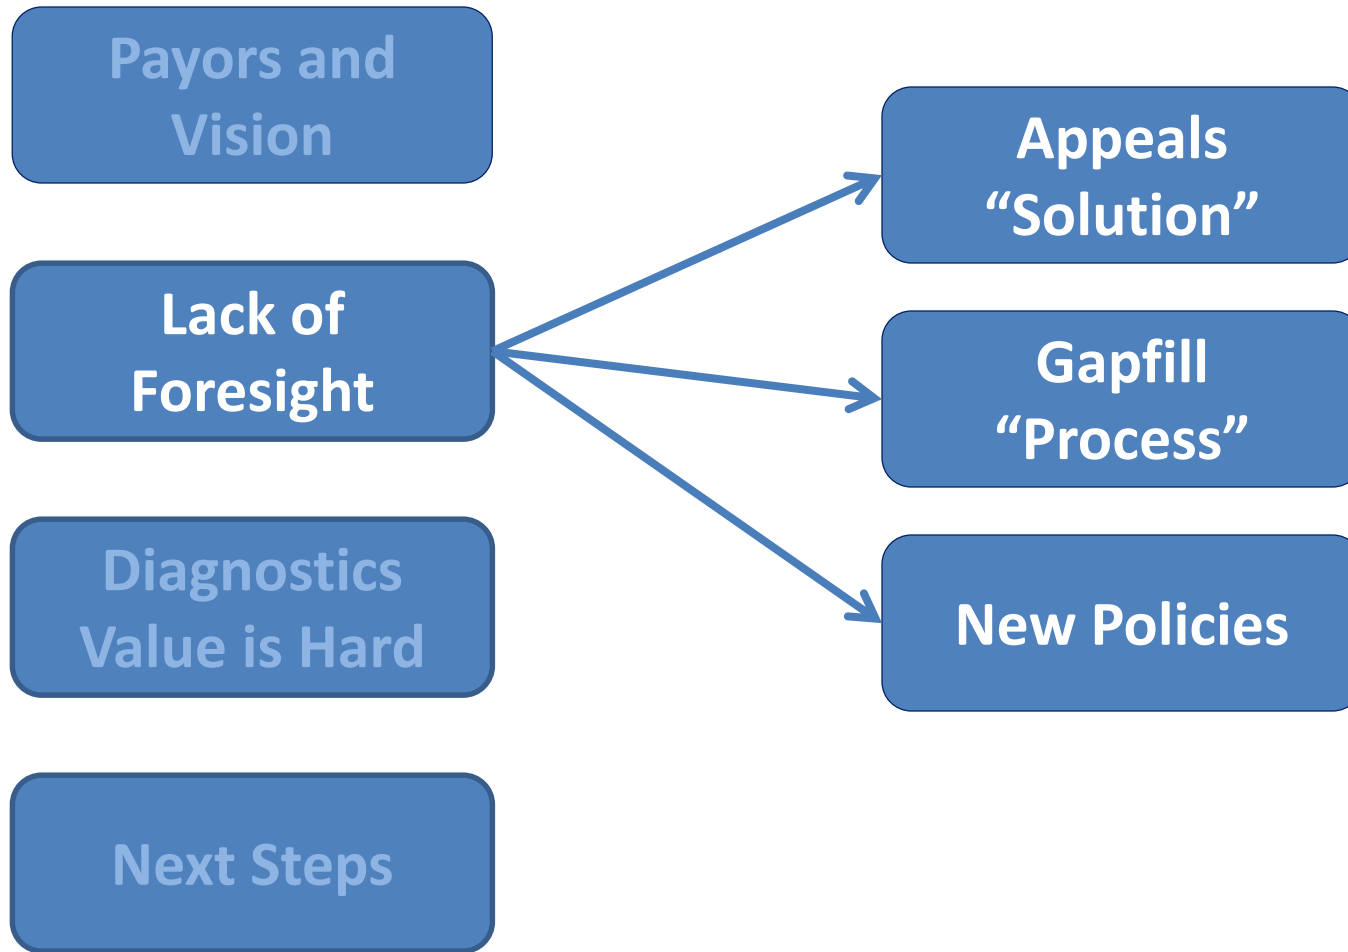 Payors and
Vision
Lack of
Foresight
Diagnostics
Value is Hard
Next Steps
Appeals
“Solution”
Gapfill
“Process”
New Policies